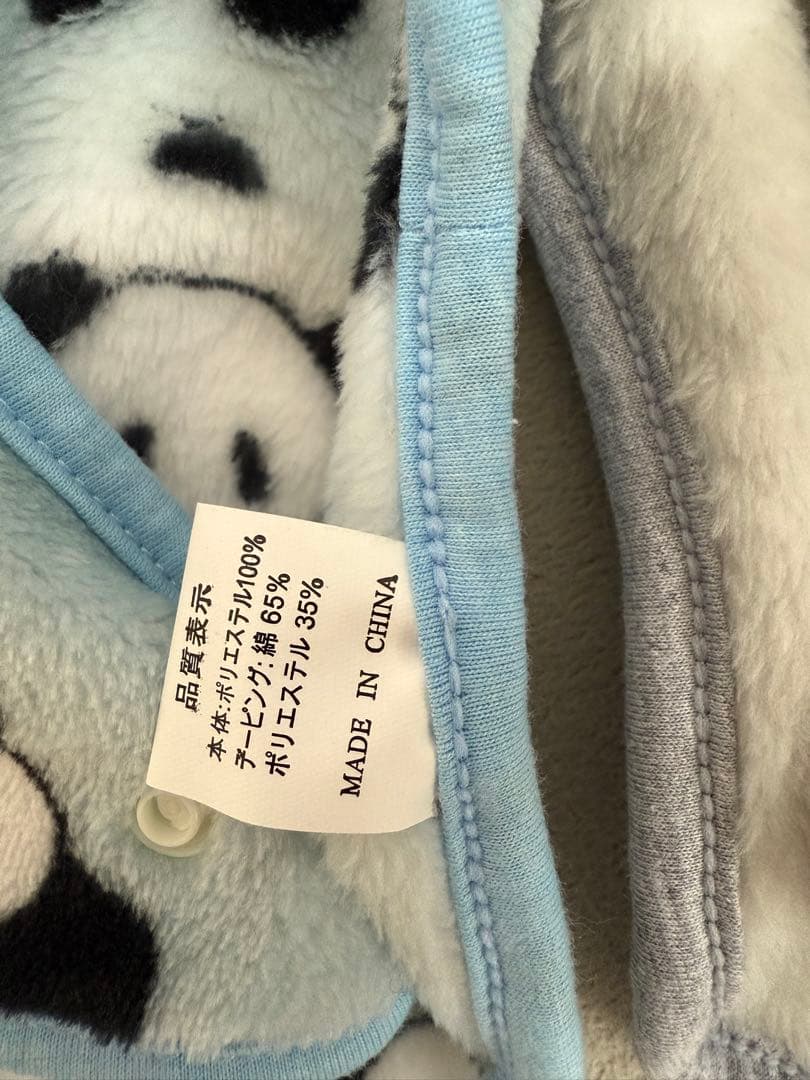 品質表示
本体:ポリエステル100%
テーピング:綿 65%
ポリエステル 35%
MADE IN CHINA